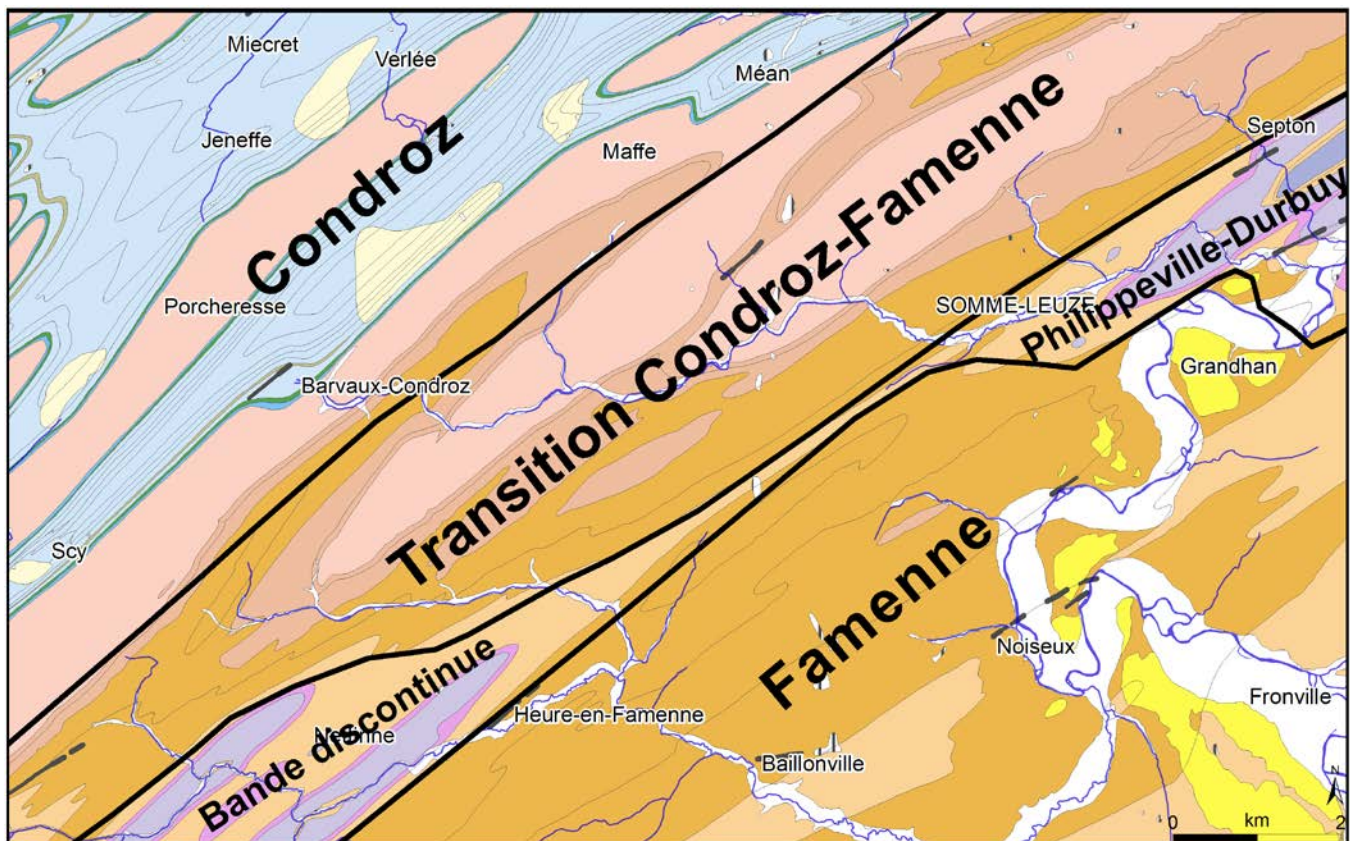 Miecret
Verlée
Méan
Jeneffe
Maffe
Septon
Condroz
Porcheresse
Transition Condroz-Famenne
SOMME-LEUZE
Philippeville-Durbuy
Grandhan
Barvaux-Condroz
Scy
Famenne
Noiseux
Bande discontinue
Heure-en-Famenne
Fronville
Baillonville
N
0 km 2